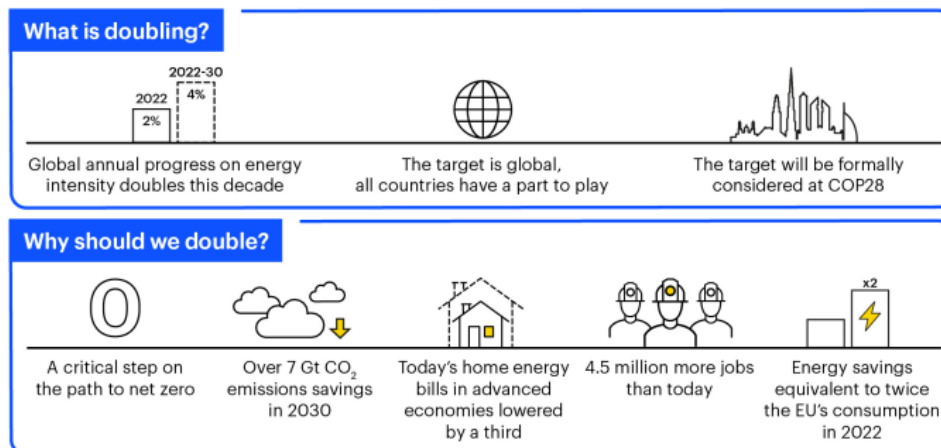 What is doubling?
2022-30
4%
2022
2%
Global annual progress on energy
intensity doubles this decade
The target is global,
all countries have a part to play
The target will be formally
considered at COP28
Why should we double?
0
A critical step on
the path to net zero
Over 7 Gt CO₂
emissions savings
in 2030
Today's home energy
bills in advanced
economies lowered
by a third
4.5 million more jobs
than today
x2
Energy savings
equivalent to twice
the EU's consumption
in 2022